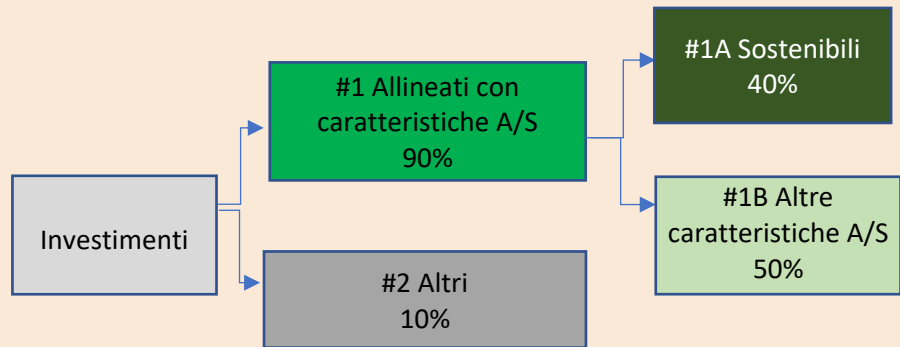 #1A Sostenibili
40%
#1 Allineati con
caratteristiche A/S
90%
#1B Altre
caratteristiche A/S
50%
Investimenti
#2 Altri
10%